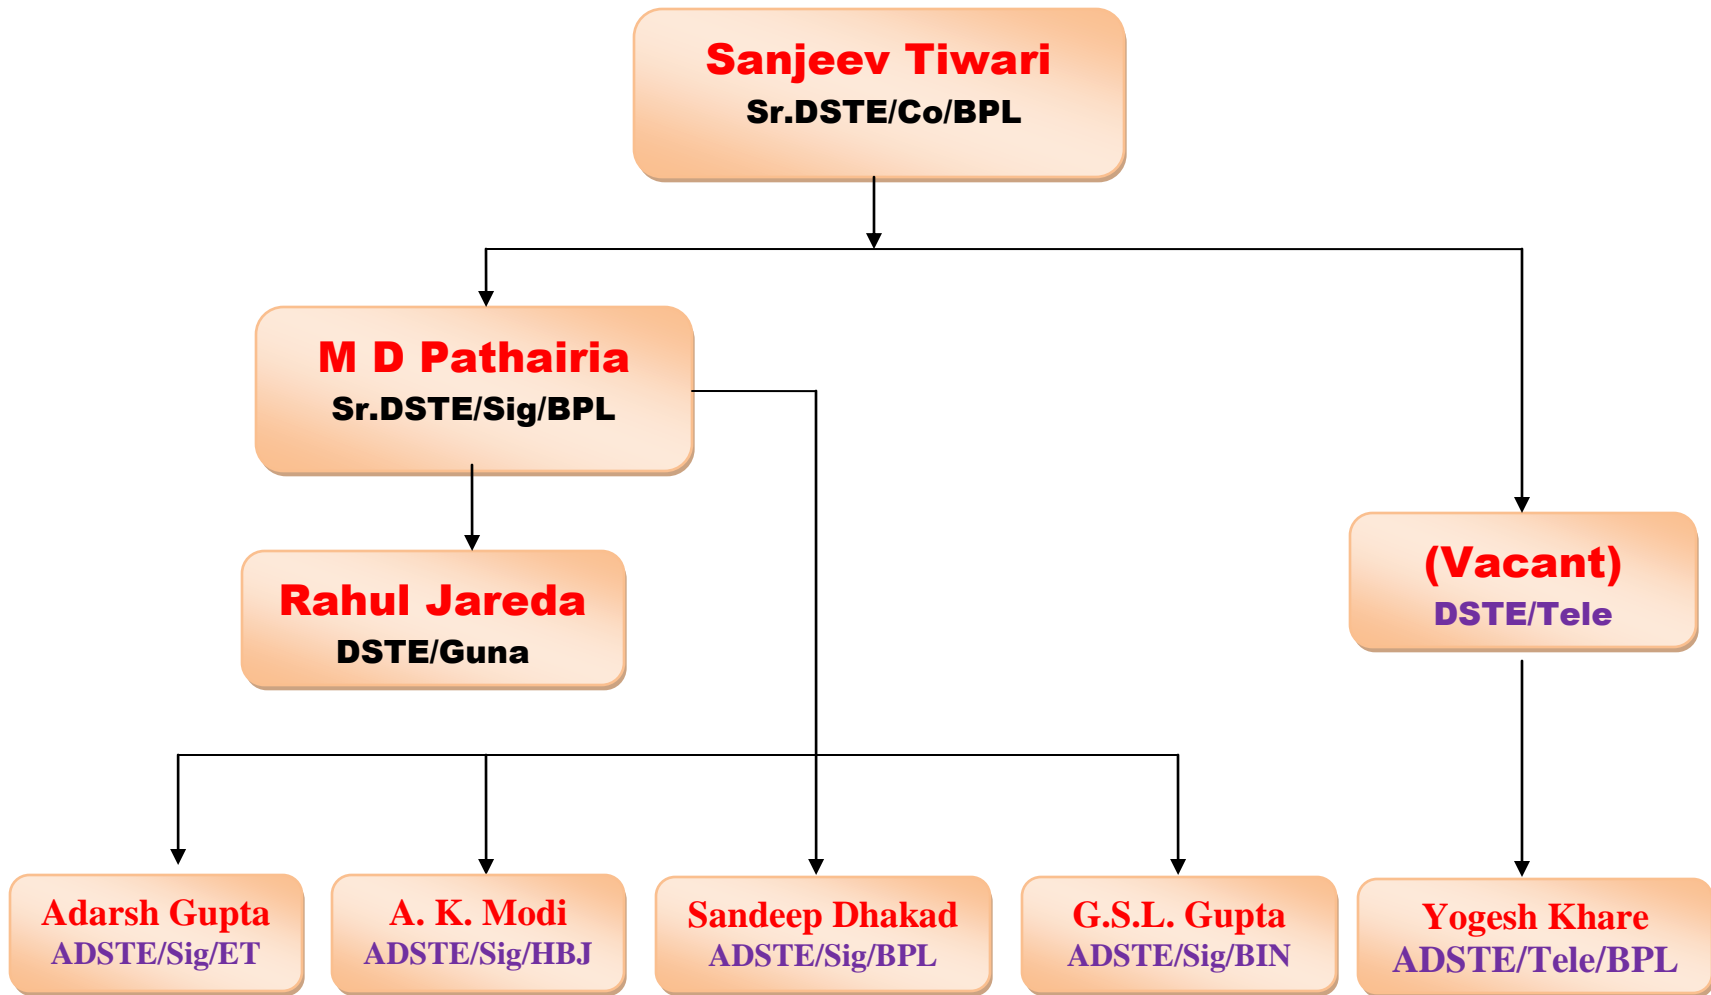 Sanjeev Tiwari
Sr.DSTE/Co/BPL
M D Pathairia
Sr.DSTE/Sig/BPL
Rahul Jareda
DSTE/Guna
(Vacant)
DSTE/Tele
Adarsh Gupta
ADSTE/Sig/ET
A. K. Modi
ADSTE/Sig/HBJ
Sandeep Dhakad
ADSTE/Sig/BPL
G.S.L. Gupta
ADSTE/Sig/BIN
Yogesh Khare
ADSTE/Tele/BPL